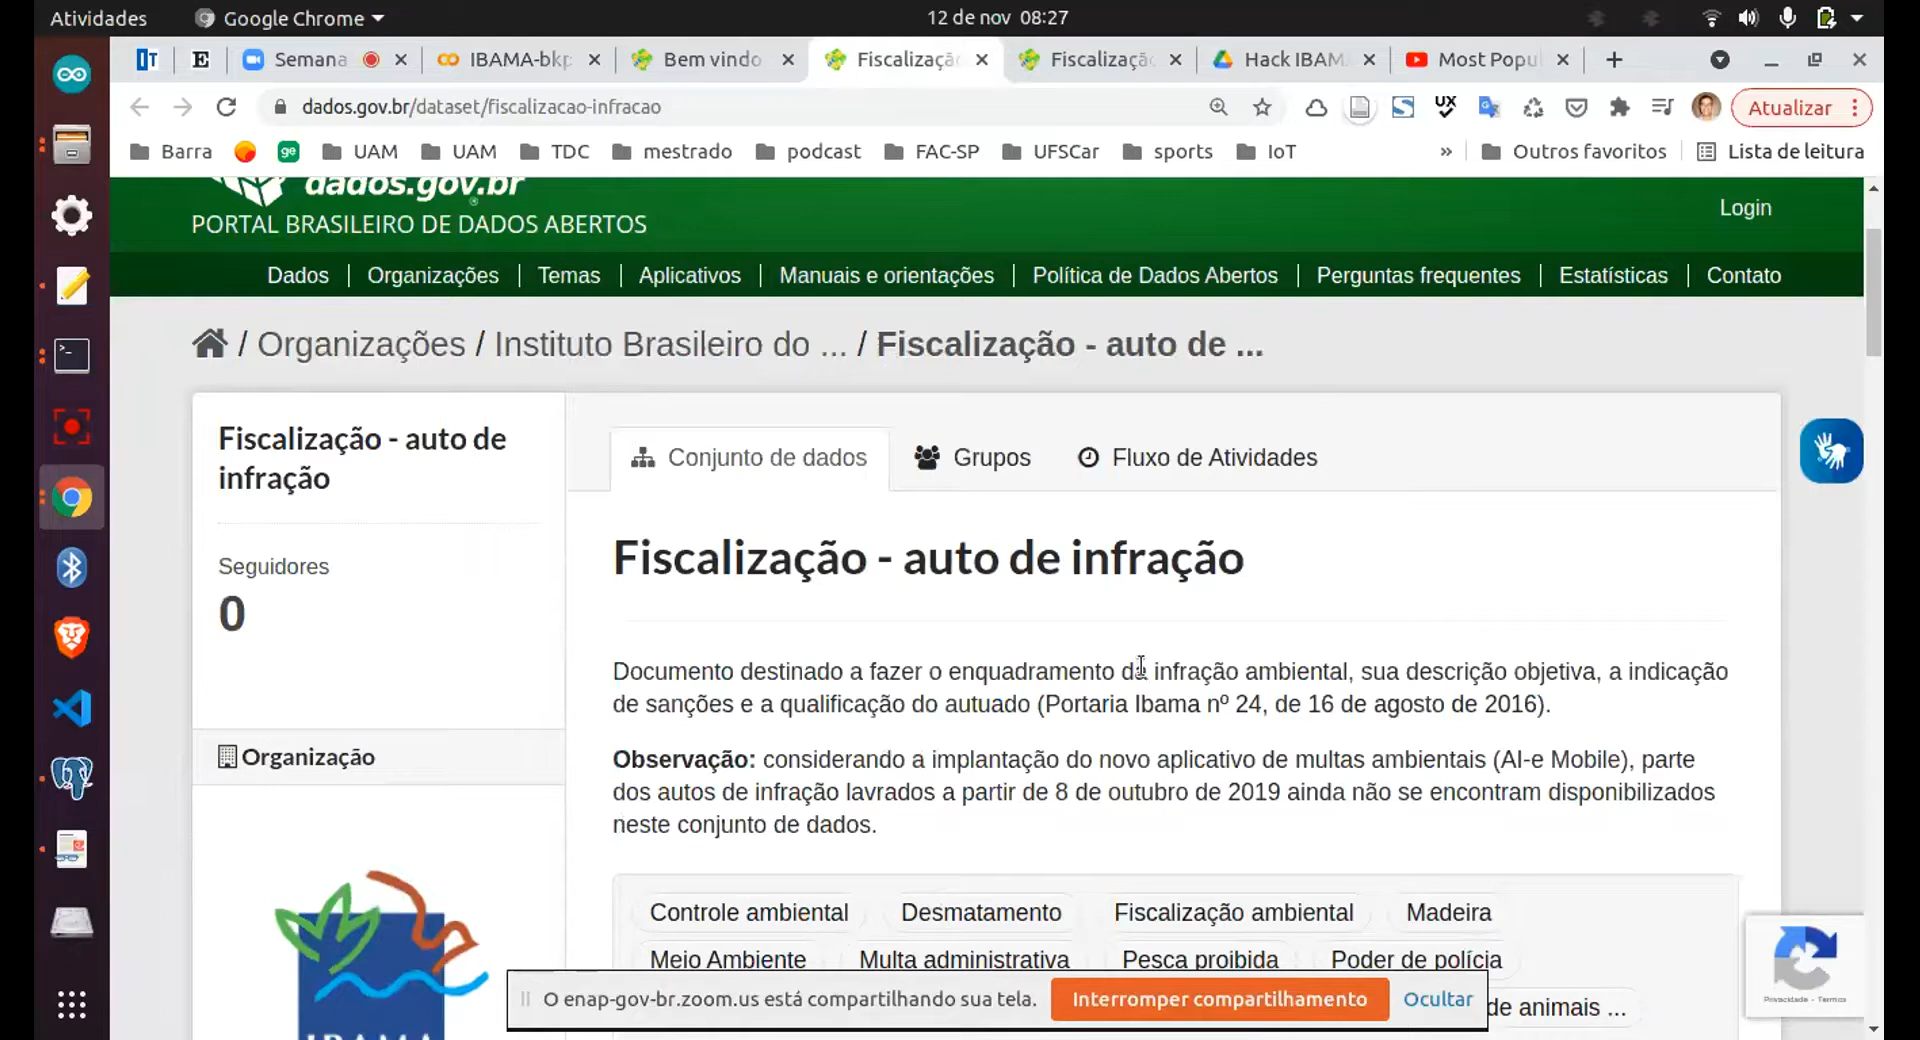 Atividades
Google Chrome
12 de nov 08:27
Semana
IBAMA-bkp
Bem vindo
Fiscalizaçã
Fiscalizaçã
Hack IBAM
Most Popu
dados.gov.br/dataset/fiscalizacao-infracao
UX
Atualizar
Barra
ge
UAM
UAM
TDC
mestrado
podcast
FAC-SP
UFSCar
sports
IoT
»
Outros favoritos
Lista de leitura
dados.gov.br
PORTAL BRASILEIRO DE DADOS ABERTOS
Login
Dados
Organizações
Temas
Aplicativos
Manuais e orientações
Política de Dados Abertos
Perguntas frequentes
Estatísticas
Contato
/ Organizações / Instituto Brasileiro do ... / Fiscalização - auto de ...
Fiscalização - auto de
infração
Seguidores
0
Organização
IBAMA
Conjunto de dados
Grupos
Fluxo de Atividades
Fiscalização - auto de infração
Documento destinado a fazer o enquadramento da infração ambiental, sua descrição objetiva, a indicação
de sanções e a qualificação do autuado (Portaria Ibama nº 24, de 16 de agosto de 2016).
Observação: considerando a implantação do novo aplicativo de multas ambientais (AI-e Mobile), parte
dos autos de infração lavrados a partir de 8 de outubro de 2019 ainda não se encontram disponibilizados
neste conjunto de dados.
Controle ambiental
Desmatamento
Fiscalização ambiental
Madeira
Meio Ambiente
Multa administrativa
Pesca proibida
Poder de polícia
de animais ...
O enap-gov-br.zoom.us está compartilhando sua tela.
Interromper compartilhamento
Ocultar
Privacidade - Termos